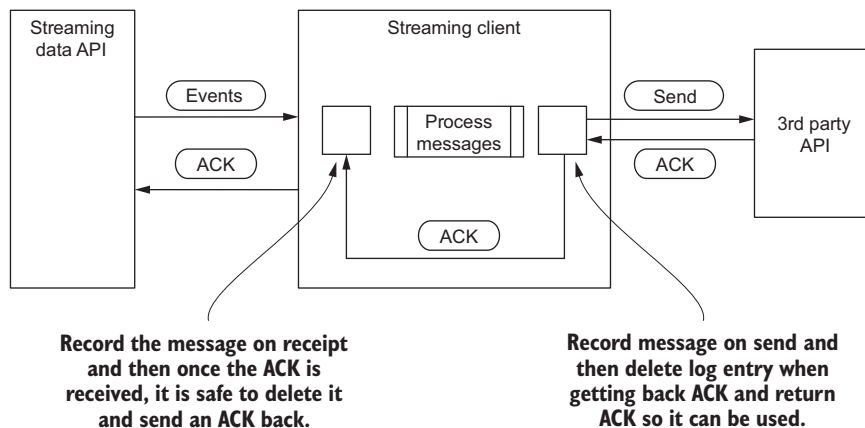 Streaming
data API
Streaming client
Events
ACK
Process
messages
ACK
Send
ACK
3rd party
API
Record the message on receipt
and then once the ACK is
received, it is safe to delete it
and send an ACK back.
Record message on send and
then delete log entry when
getting back ACK and return
ACK so it can be used.